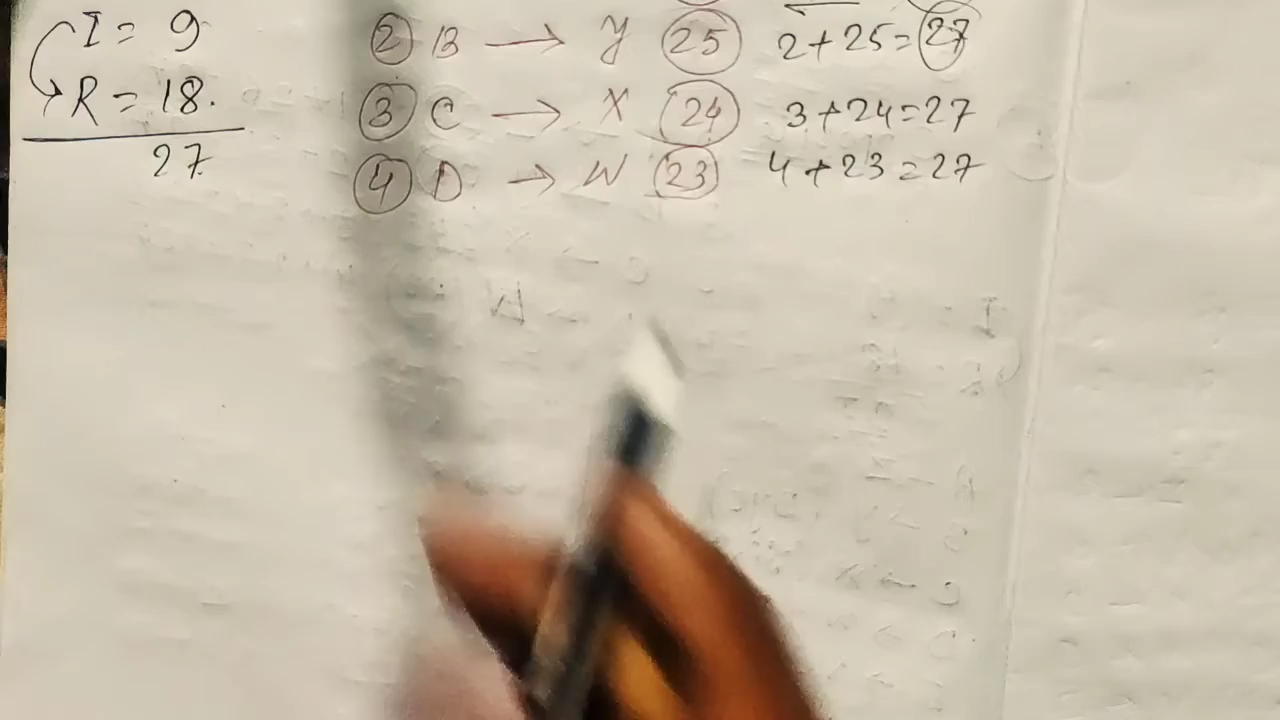 I = 9
R = 18.
27.
② B → Y ㉕ 2+25=㉗
③ C → X ㉔ 3+24=27
④ D → W ㉓ 4+23=27